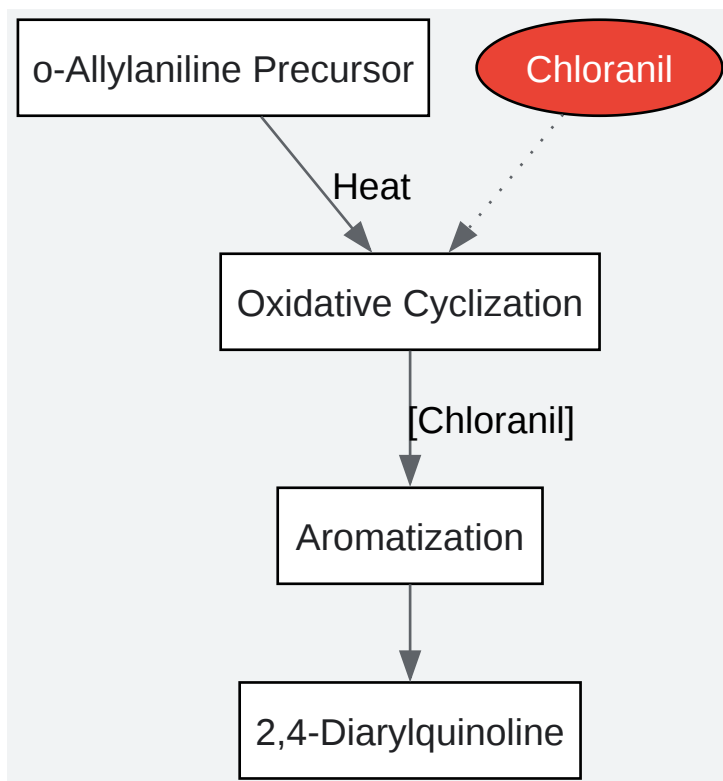 o-Allylaniline Precursor
Chloranil
Heat
Oxidative Cyclization
[Chloranil]
Aromatization
2,4-Diarylquinoline